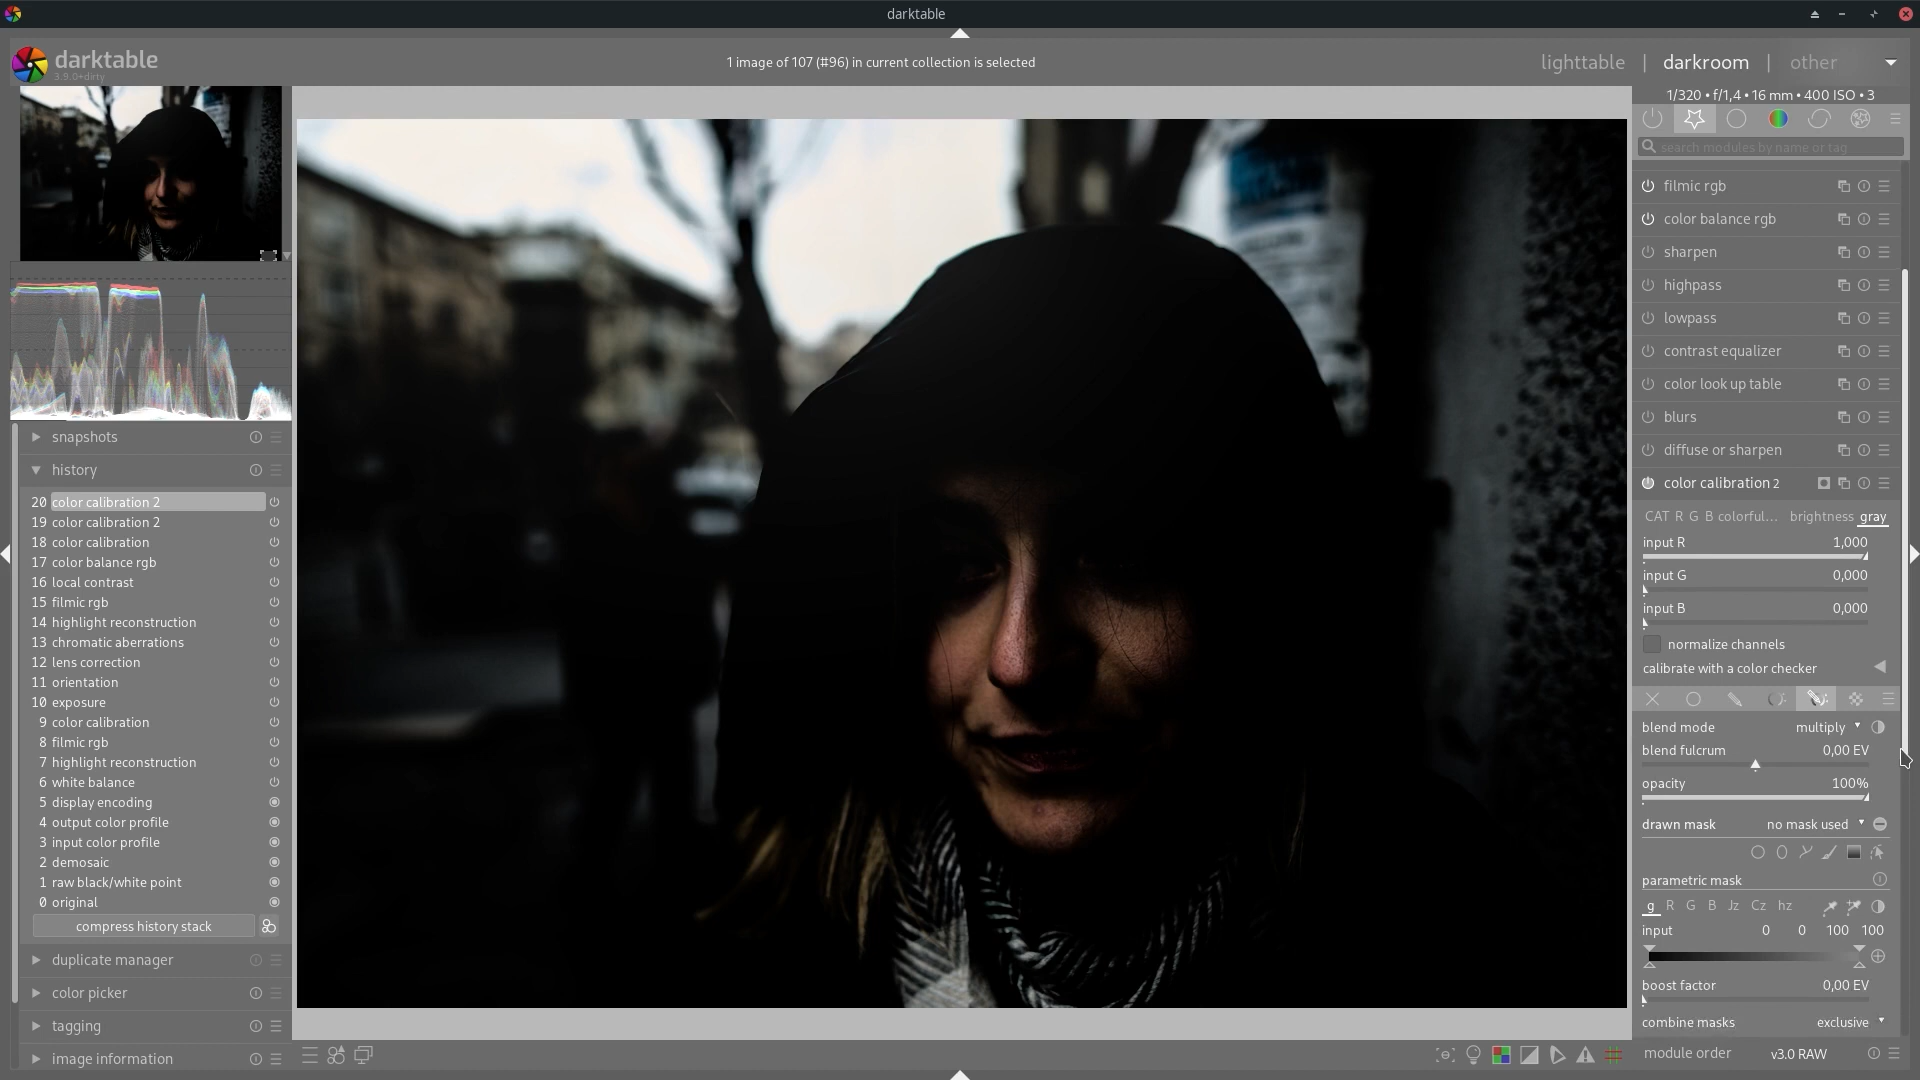 darktable
darktable
3.9.0+dirty
1 image of 107 (#96) in current collection is selected
lighttable | darkroom | other
1/320 • f/1,4 • 16 mm • 400 ISO • 3
search modules by name or tag
filmic rgb
color balance rgb
sharpen
highpass
lowpass
contrast equalizer
color look up table
blurs
diffuse or sharpen
color calibration 2
CAT R G B colorful... brightness gray
input R 1,000
input G 0,000
input B 0,000
normalize channels
calibrate with a color checker
blend mode multiply
blend fulcrum 0,00 EV
opacity 100%
drawn mask no mask used
parametric mask
g R G B Jz Cz hz
input 0 0 100 100
boost factor 0,00 EV
combine masks exclusive
module order v3.0 RAW
snapshots
history
20 color calibration 2
19 color calibration 2
18 color calibration
17 color balance rgb
16 local contrast
15 filmic rgb
14 highlight reconstruction
13 chromatic aberrations
12 lens correction
11 orientation
10 exposure
9 color calibration
8 filmic rgb
7 highlight reconstruction
6 white balance
5 display encoding
4 output color profile
3 input color profile
2 demosaic
1 raw black/white point
0 original
compress history stack
duplicate manager
color picker
tagging
image information